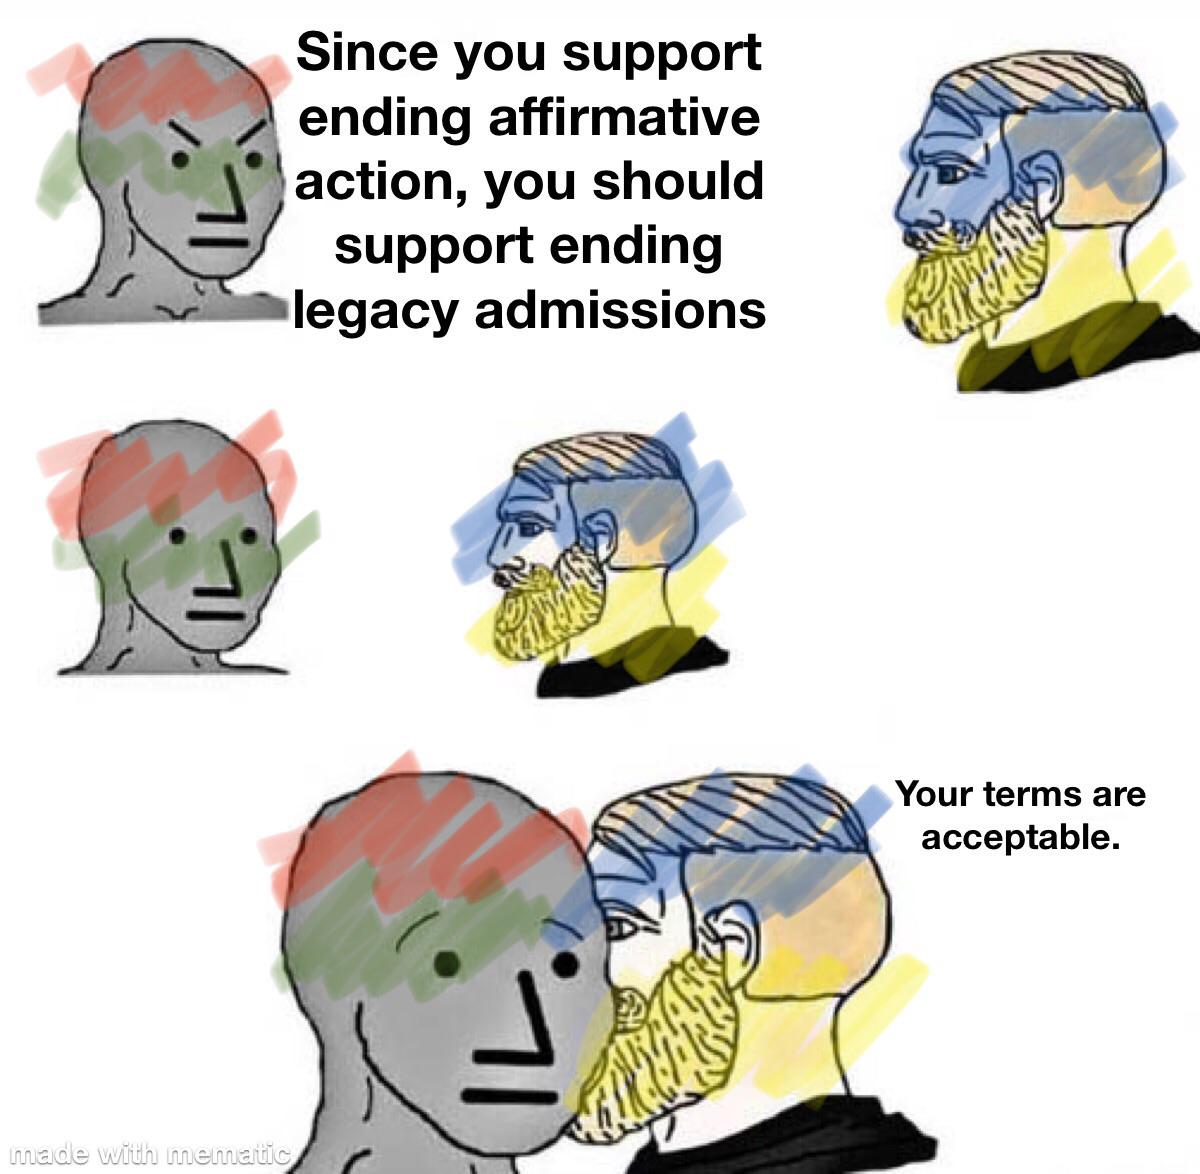 Since you support
ending affirmative
action, you should
support ending
legacy admissions
Your terms are
acceptable.
made with mematic